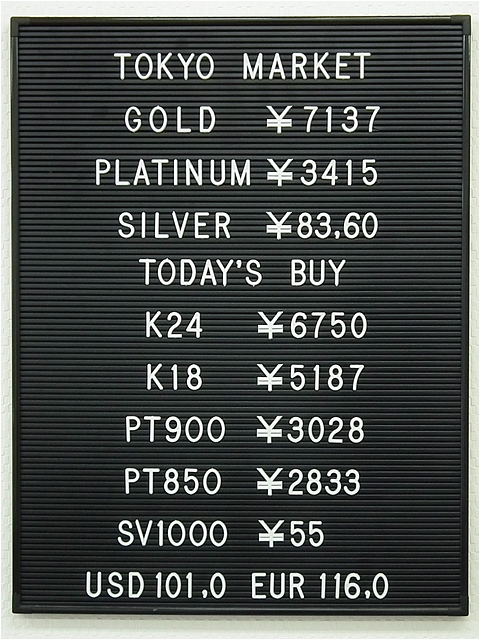 TOKYO MARKET
GOLD ¥7137
PLATINUM ¥3415
SILVER ¥83.60
TODAY'S BUY
K24 ¥6750
K18 ¥5187
PT900 ¥3028
PT850 ¥2833
SV1000 ¥55
USD 101.0 EUR 116.0